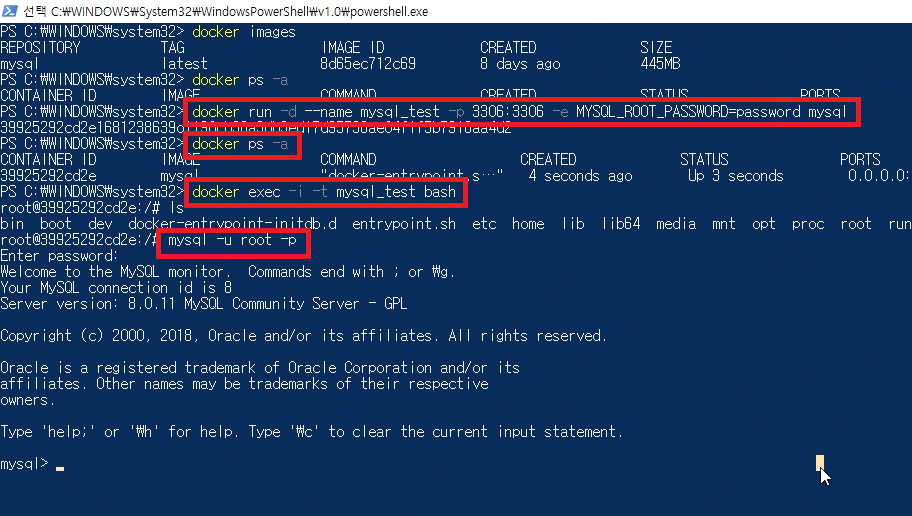 선택 C:₩WINDOWS₩System32₩WindowsPowerShell₩v1.0₩powershell.exe
PS C:₩WINDOWS₩system32> docker images
REPOSITORY TAG IMAGE ID CREATED SIZE
mysql latest 8d65ec712c69 8 days ago 445MB
PS C:₩WINDOWS₩system32> docker ps -a
CONTAINER ID IMAGE COMMAND CREATED STATUS PORTS
PS C:₩WINDOWS₩system32> docker run -d --name mysql_test -p 3306:3306 -e MYSQL_ROOT_PASSWORD=password mysql
PS C:₩WINDOWS₩system32> docker ps -a
CONTAINER ID IMAGE COMMAND CREATED STATUS PORTS
39925292cd2e mysql "docker-entrypoint.s…" 4 seconds ago Up 3 seconds 0.0.0.0:
PS C:₩WINDOWS₩system32> docker exec -i -t mysql_test bash
root@39925292cd2e:/# ls
bin boot dev docker-entrypoint-initdb.d entrypoint.sh etc home lib lib64 media mnt opt proc root run
root@39925292cd2e:/# mysql -u root -p
Enter password:
Welcome to the MySQL monitor. Commands end with ; or ₩g.
Your MySQL connection id is 8
Server version: 8.0.11 MySQL Community Server - GPL
Copyright (c) 2000, 2018, Oracle and/or its affiliates. All rights reserved.
Oracle is a registered trademark of Oracle Corporation and/or its
affiliates. Other names may be trademarks of their respective
owners.
Type 'help;' or '₩h' for help. Type '₩c' to clear the current input statement.
mysql> _